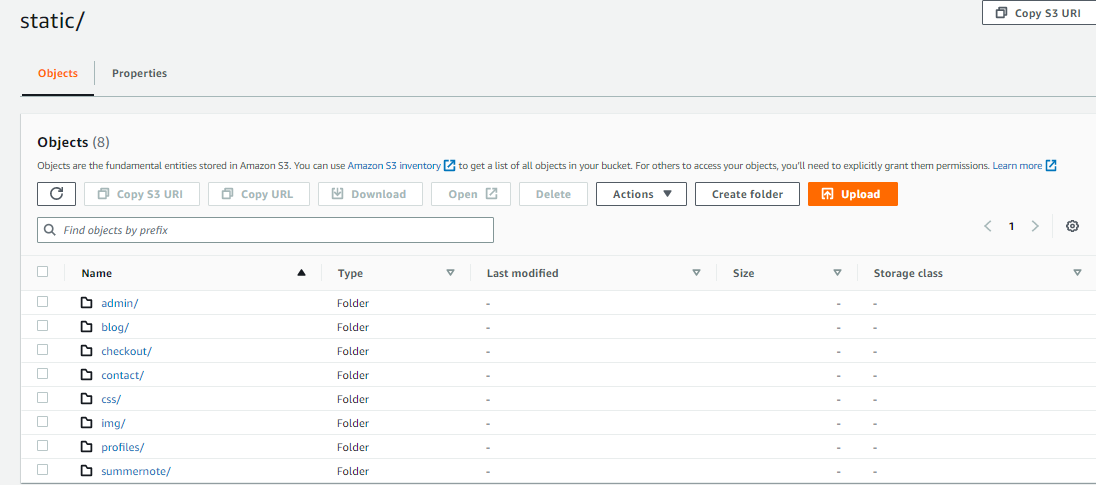 static/
Copy S3 URI
Objects
Properties
Objects (8)
Objects are the fundamental entities stored in Amazon S3. You can use Amazon S3 inventory to get a list of all objects in your bucket. For others to access your objects, you'll need to explicitly grant them permissions. Learn more
Copy S3 URI Copy URL Download Open Delete Actions Create folder Upload
Find objects by prefix
1
Name Type Last modified Size Storage class
admin/ Folder - - -
blog/ Folder - - -
checkout/ Folder - - -
contact/ Folder - - -
css/ Folder - - -
img/ Folder - - -
profiles/ Folder - - -
summernote/ Folder - - -